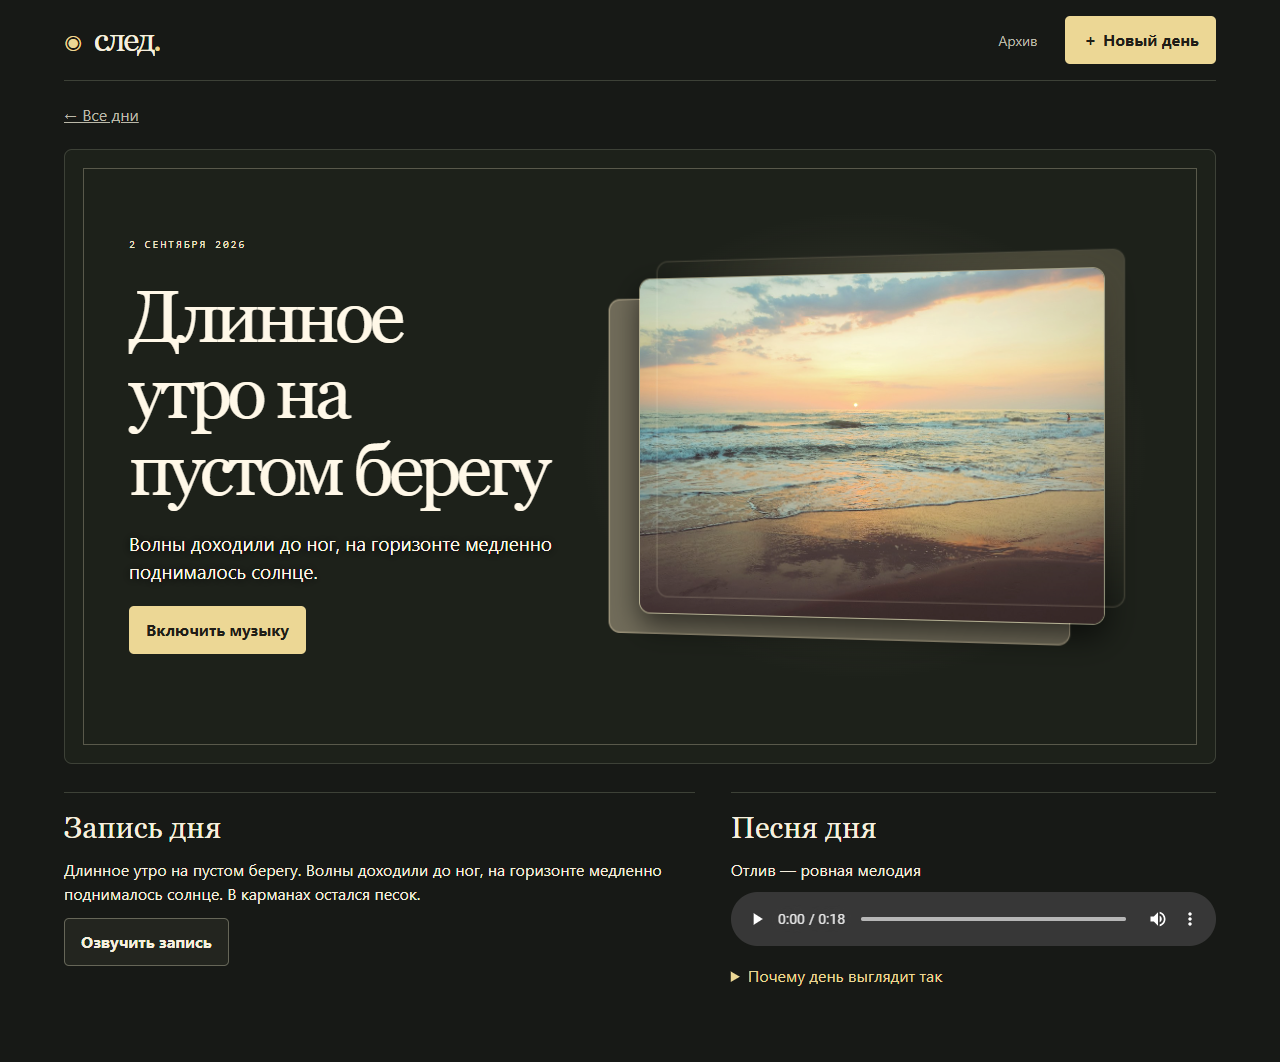 ◉ след.
Архив
+ Новый день
← Все дни
2 СЕНТЯБРЯ 2026
Длинное
утро на
пустом берегу
Волны доходили до ног, на горизонте медленно
поднималось солнце.
Включить музыку
Запись дня
Длинное утро на пустом берегу. Волны доходили до ног, на горизонте медленно
поднималось солнце. В карманах остался песок.
Озвучить запись
Песня дня
Отлив — ровная мелодия
0:00 / 0:18
Почему день выглядит так